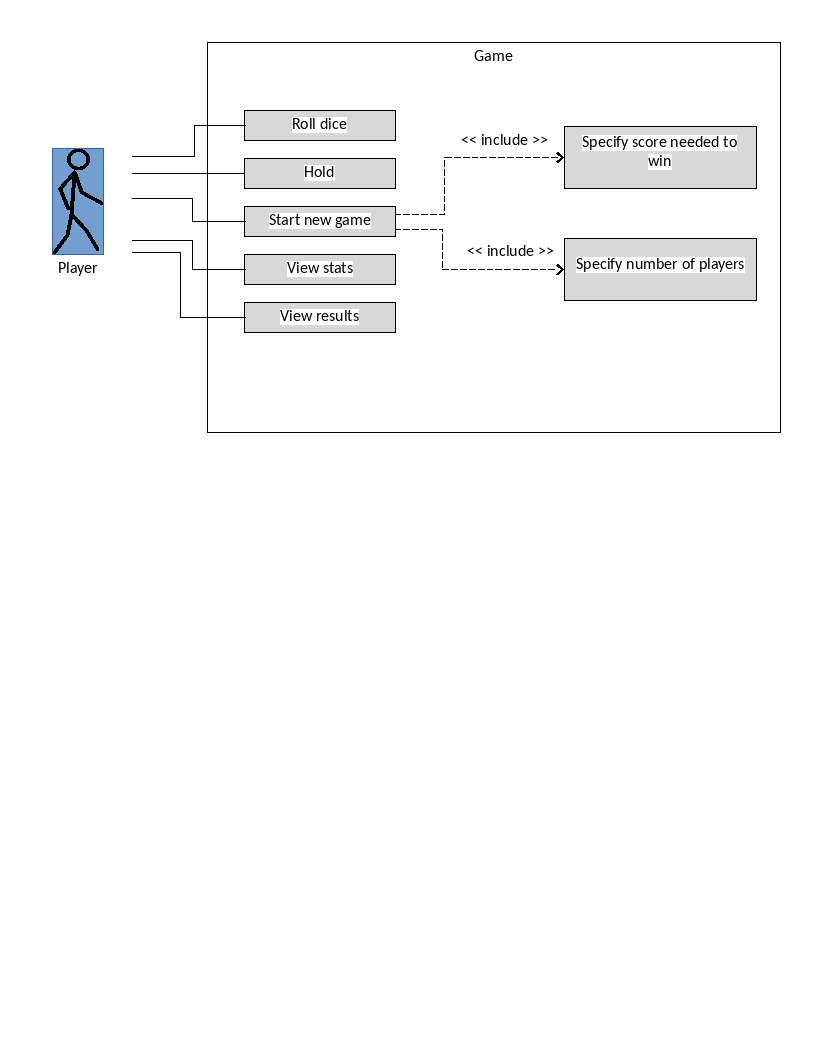 Game
Roll dice
<< include >>
Specify score needed to
win
Hold
Start new game
<< include >>
Specify number of players
Player
View stats
View results